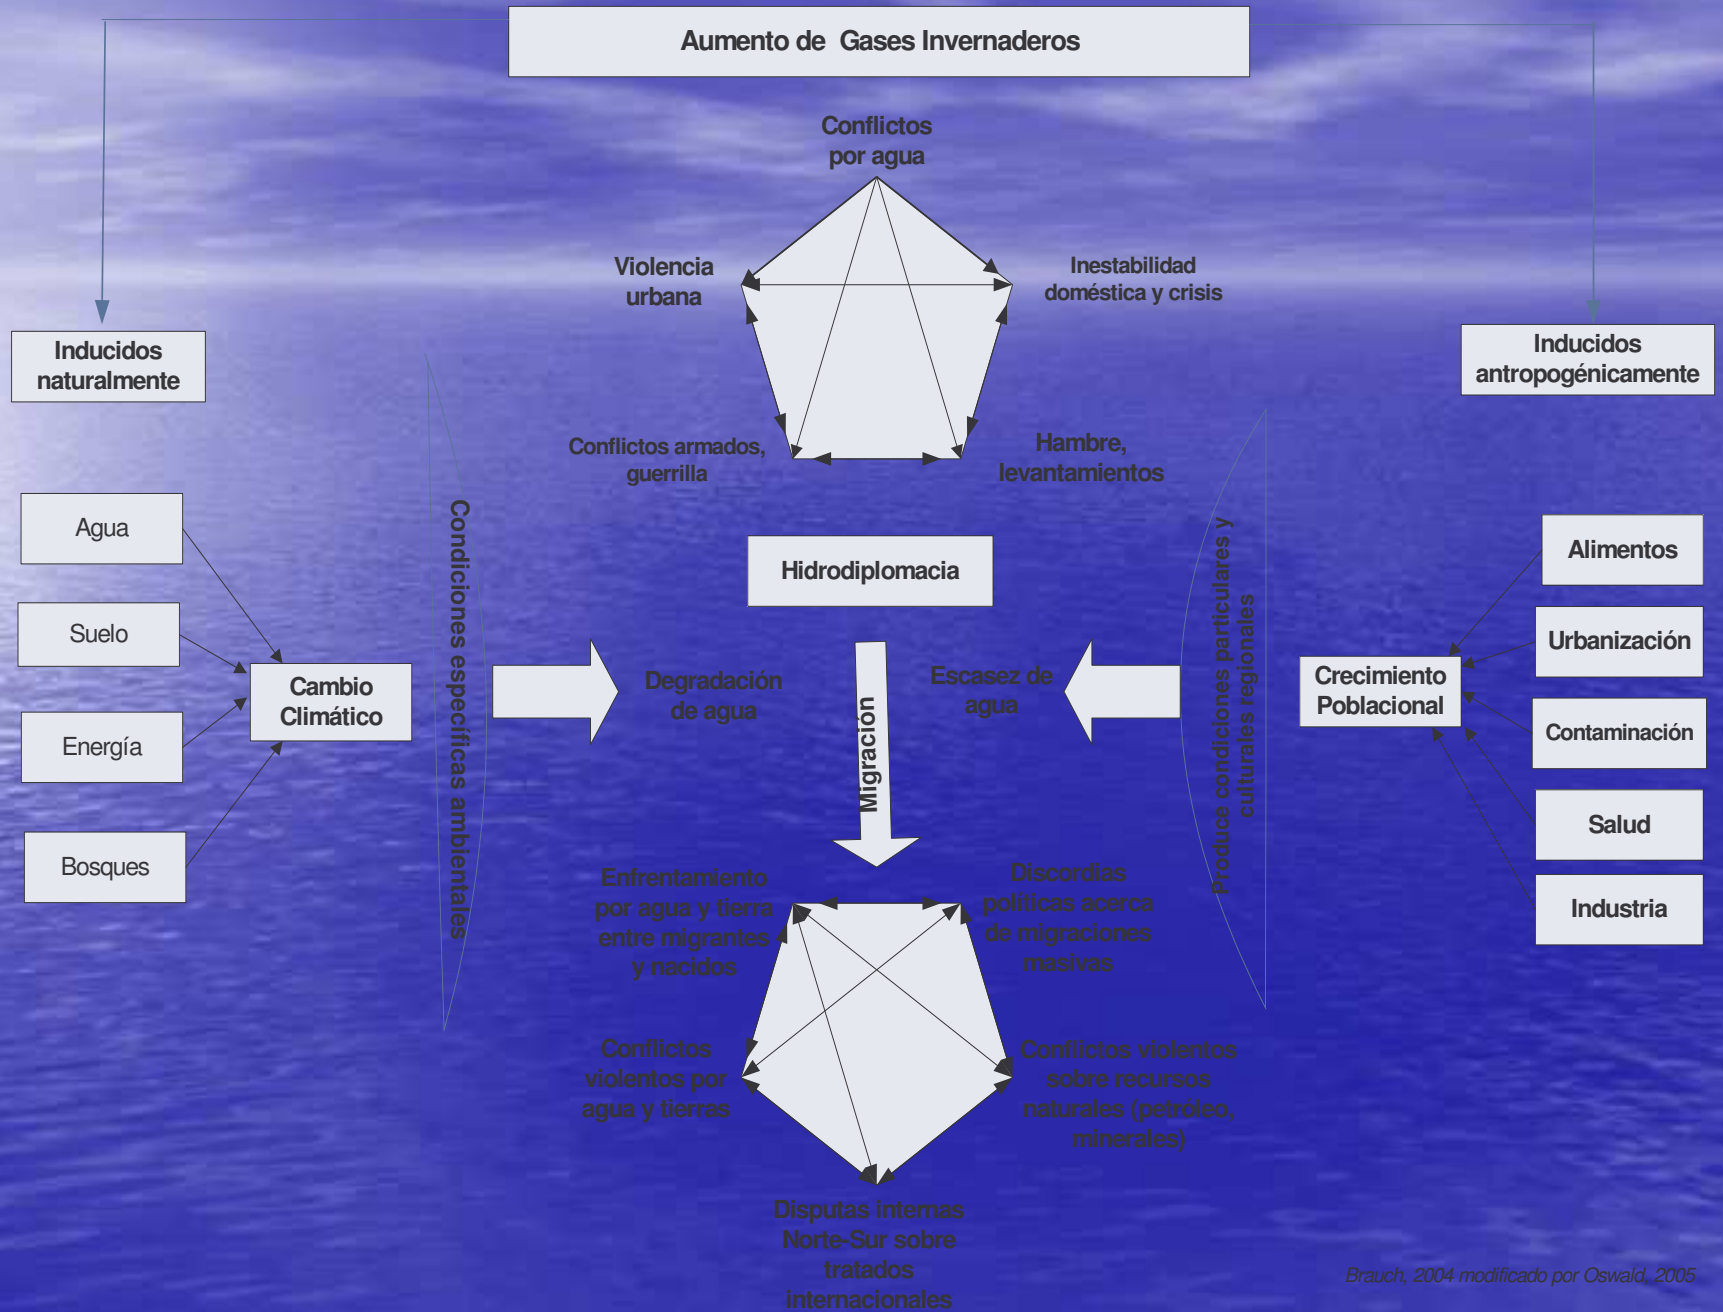 Aumento de Gases Invernaderos
Conflictos
por agua
Violencia
urbana
Inestabilidad
doméstica y crisis
Inducidos
naturalmente
Inducidos
antropogénicamente
Conflictos armados,
guerrilla
Hambre,
levantamientos
Agua
Suelo
Energía
Bosques
Cambio
Climático
Condiciones específicas ambientales
Hidrodiplomacia
Degradación
de agua
Migración
Escasez de
agua
Produce condiciones particulares y
culturales regionales
Crecimiento
Poblacional
Alimentos
Urbanización
Contaminación
Salud
Industria
Enfrentamiento
por agua y tierra
entre migrantes
y nacidos
Discordias
políticas acerca
de migraciones
masivas
Conflictos
violentos por
agua y tierras
Conflictos violentos
sobre recursos
naturales (petróleo,
minerales)
Disputas internas
Norte-Sur sobre
tratados
internacionales
Brauch, 2004 modificado por Oswald, 2005